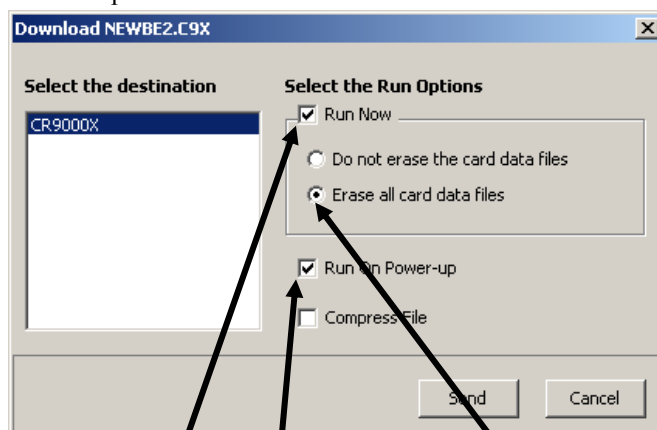 Download NEWBE2.C9X
Select the destination
CR9000X
Select the Run Options
Run Now
Do not erase the card data files
Erase all card data files
Run On Power-up
Compress File
Send
Cancel